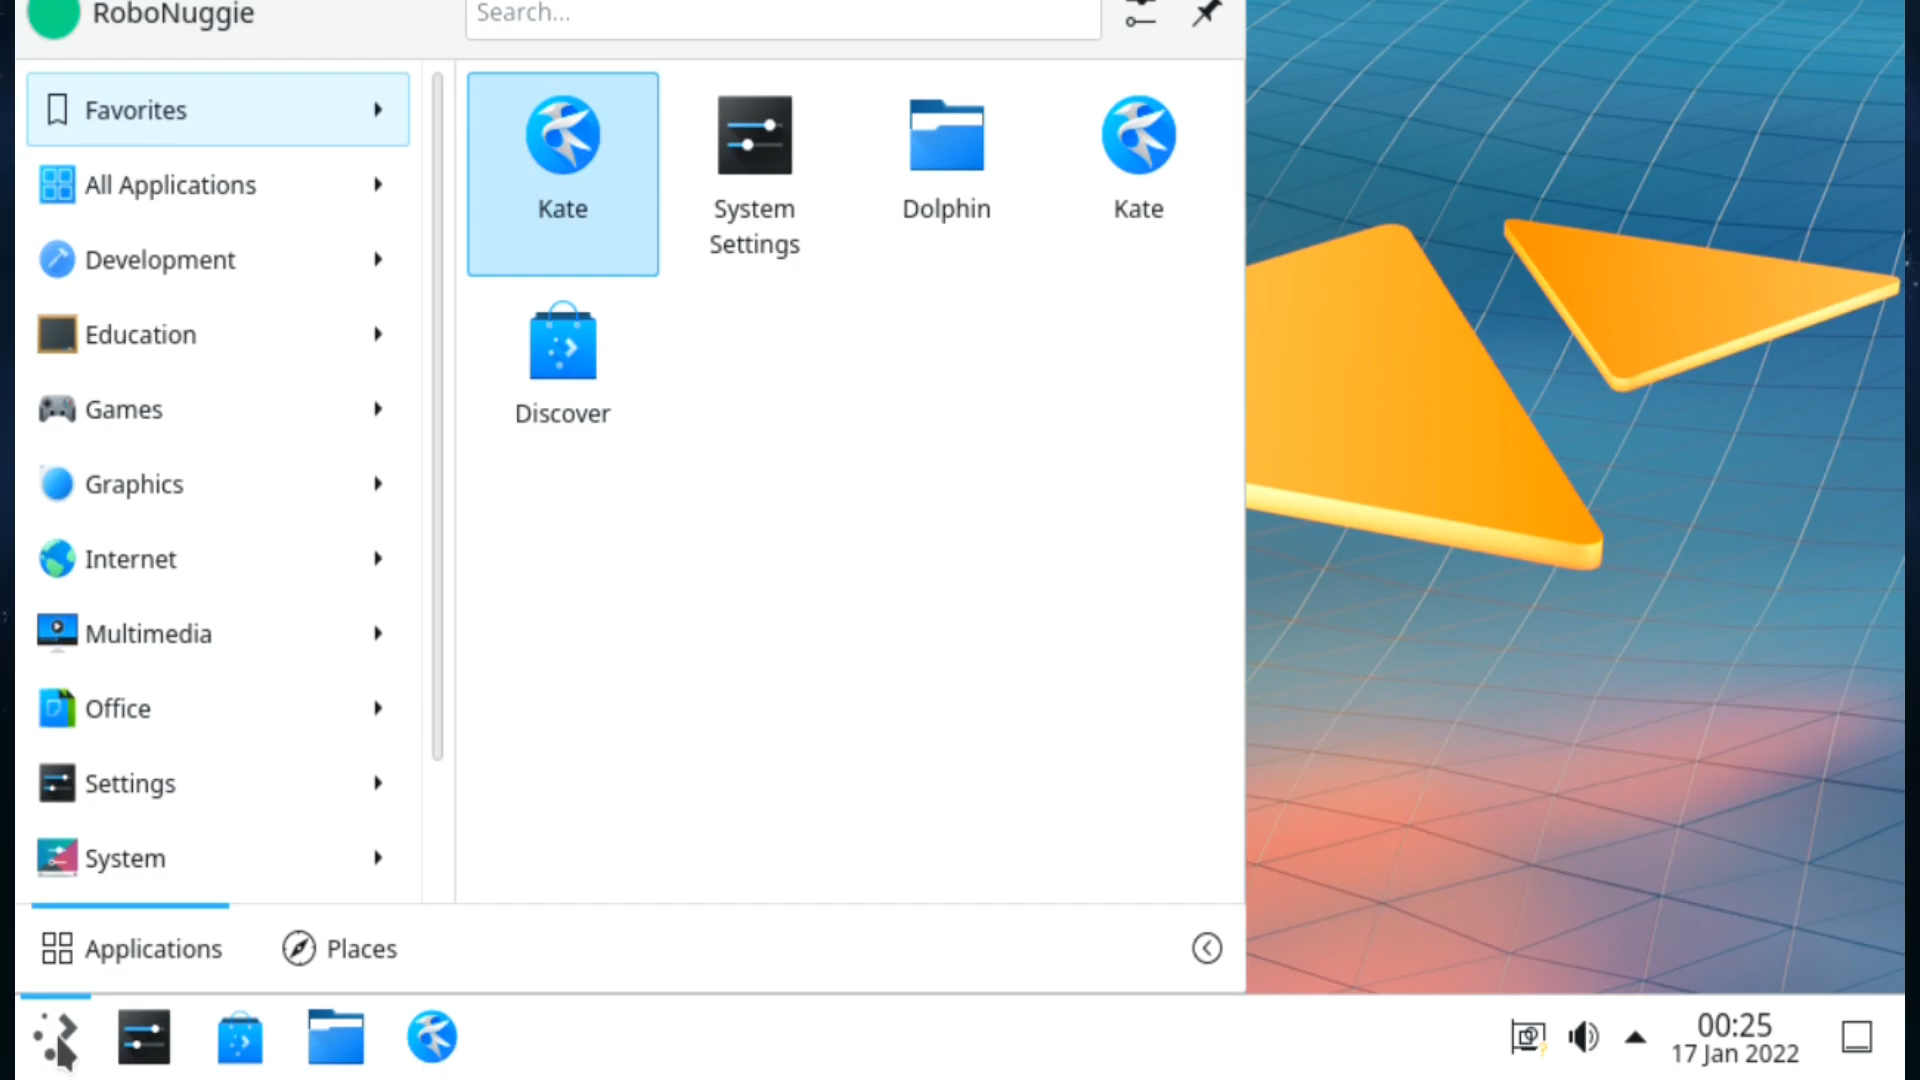 RoboNuggie
Search...
Favorites
All Applications
Development
Education
Games
Graphics
Internet
Multimedia
Office
Settings
System
Kate
System
Settings
Dolphin
Kate
Discover
Applications
Places
00:25
17 Jan 2022